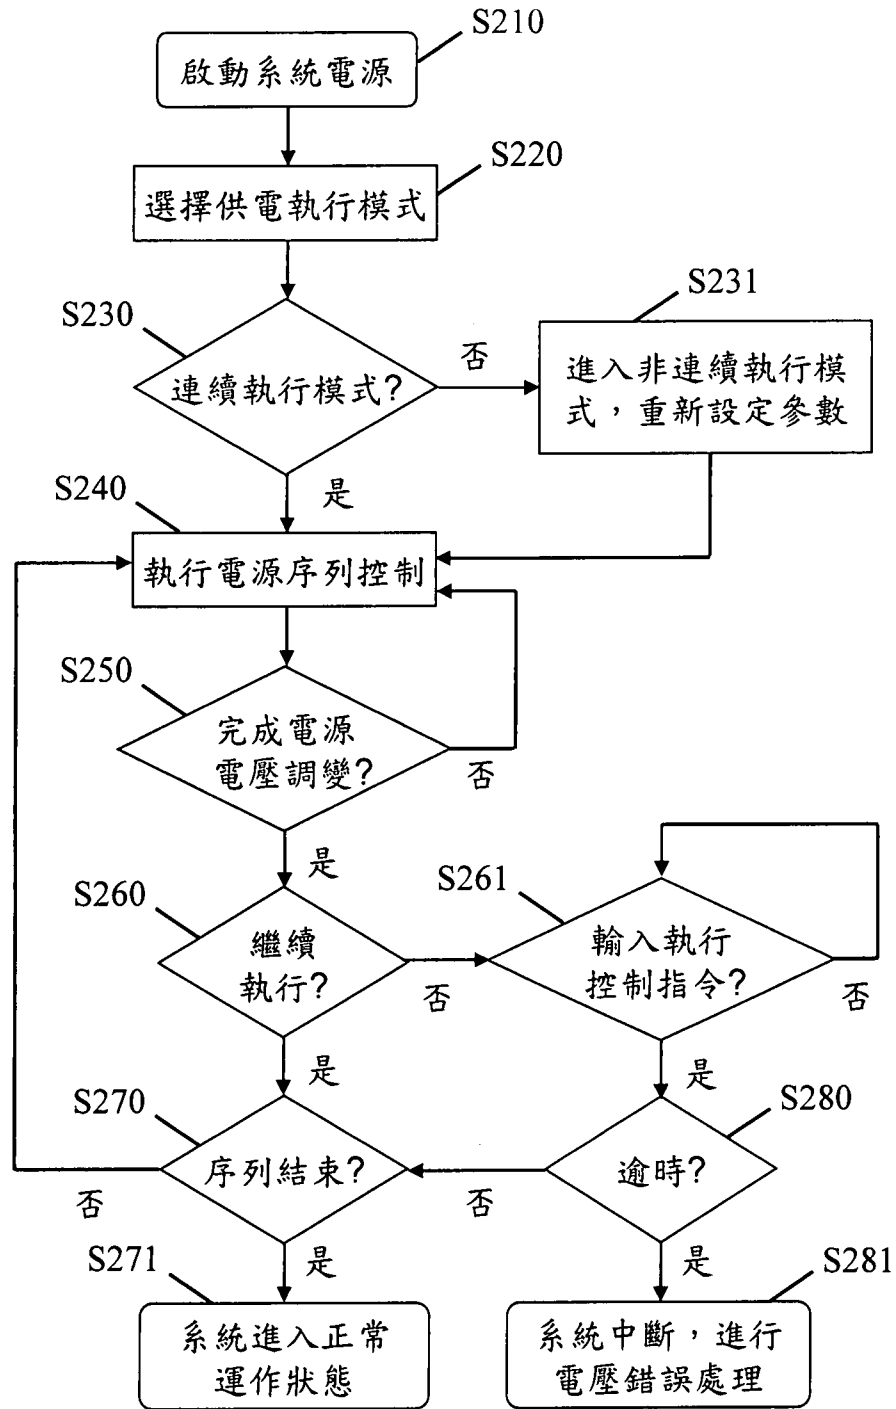 S210
啟動系統電源
S220
選擇供電執行模式
S230
連續執行模式?
否
S231
進入非連續執行模
式，重新設定參數
是
S240
執行電源序列控制
S250
完成電源
電壓調變?
否
是
S260
繼續
執行?
否
S261
輸入執行
控制指令?
否
是
是
S270
序列結束?
否
S280
逾時?
否
是
是
S271
系統進入正常
運作狀態
S281
系統中斷，進行
電壓錯誤處理